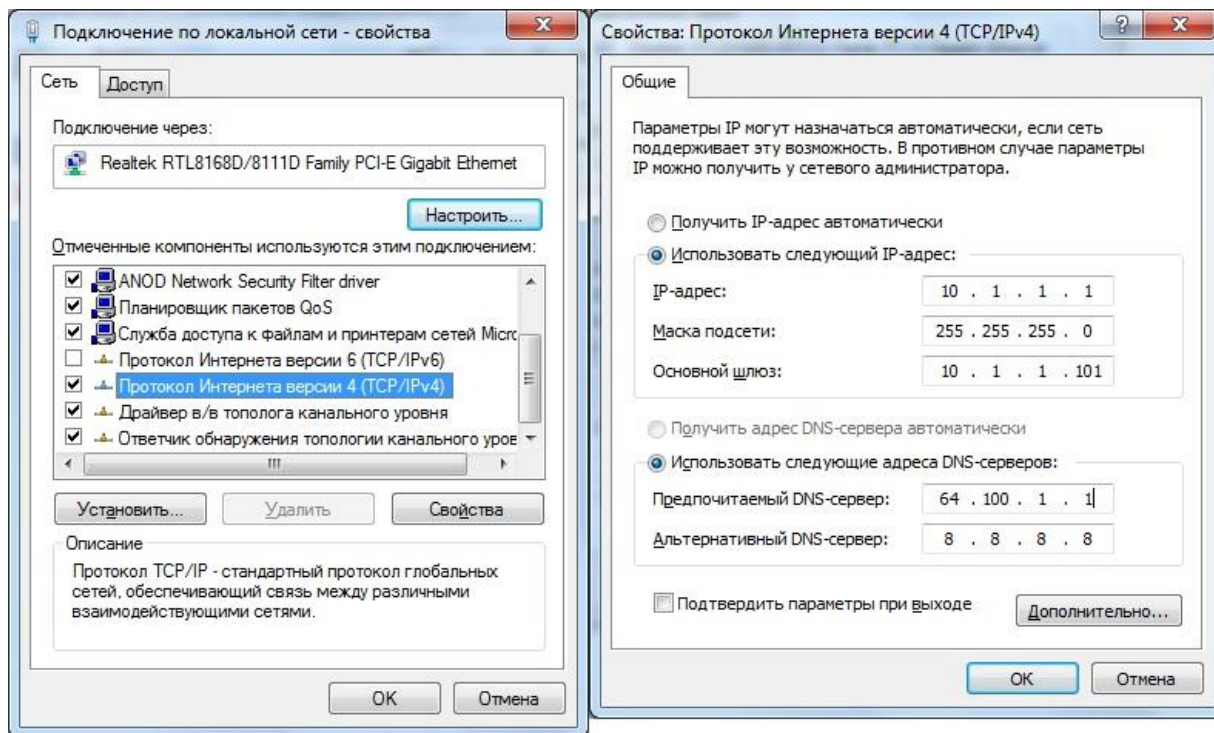 Подключение по локальной сети - свойства
Сеть
Доступ
Подключение через:
Realtek RTL8168D/8111D Family PCI-E Gigabit Ethernet
Настроить...
Отмеченные компоненты используются этим подключением:
ANOD Network Security Filter driver
Планировщик пакетов QoS
Служба доступа к файлам и принтерам сетей Micro
Протокол Интернета версии 6 (TCP/IPv6)
Протокол Интернета версии 4 (TCP/IPv4)
Драйвер в/в тополога канального уровня
Ответчик обнаружения топологии канального уров
Установить...
Удалить
Свойства
Описание
Протокол TCP/IP - стандартный протокол глобальных
сетей, обеспечивающий связь между различными
взаимодействующими сетями.
OK
Отмена
Свойства: Протокол Интернета версии 4 (TCP/IPv4)
Общие
Параметры IP могут назначаться автоматически, если сеть
поддерживает эту возможность. В противном случае параметры
IP можно получить у сетевого администратора.
Получить IP-адрес автоматически
Использовать следующий IP-адрес:
IP-адрес: 10 . 1 . 1 . 1
Маска подсети: 255 . 255 . 255 . 0
Основной шлюз: 10 . 1 . 1 . 101
Получить адрес DNS-сервера автоматически
Использовать следующие адреса DNS-серверов:
Предпочитаемый DNS-сервер: 64 . 100 . 1 . 1
Альтернативный DNS-сервер: 8 . 8 . 8 . 8
Подтвердить параметры при выходе
Дополнительно...
OK
Отмена